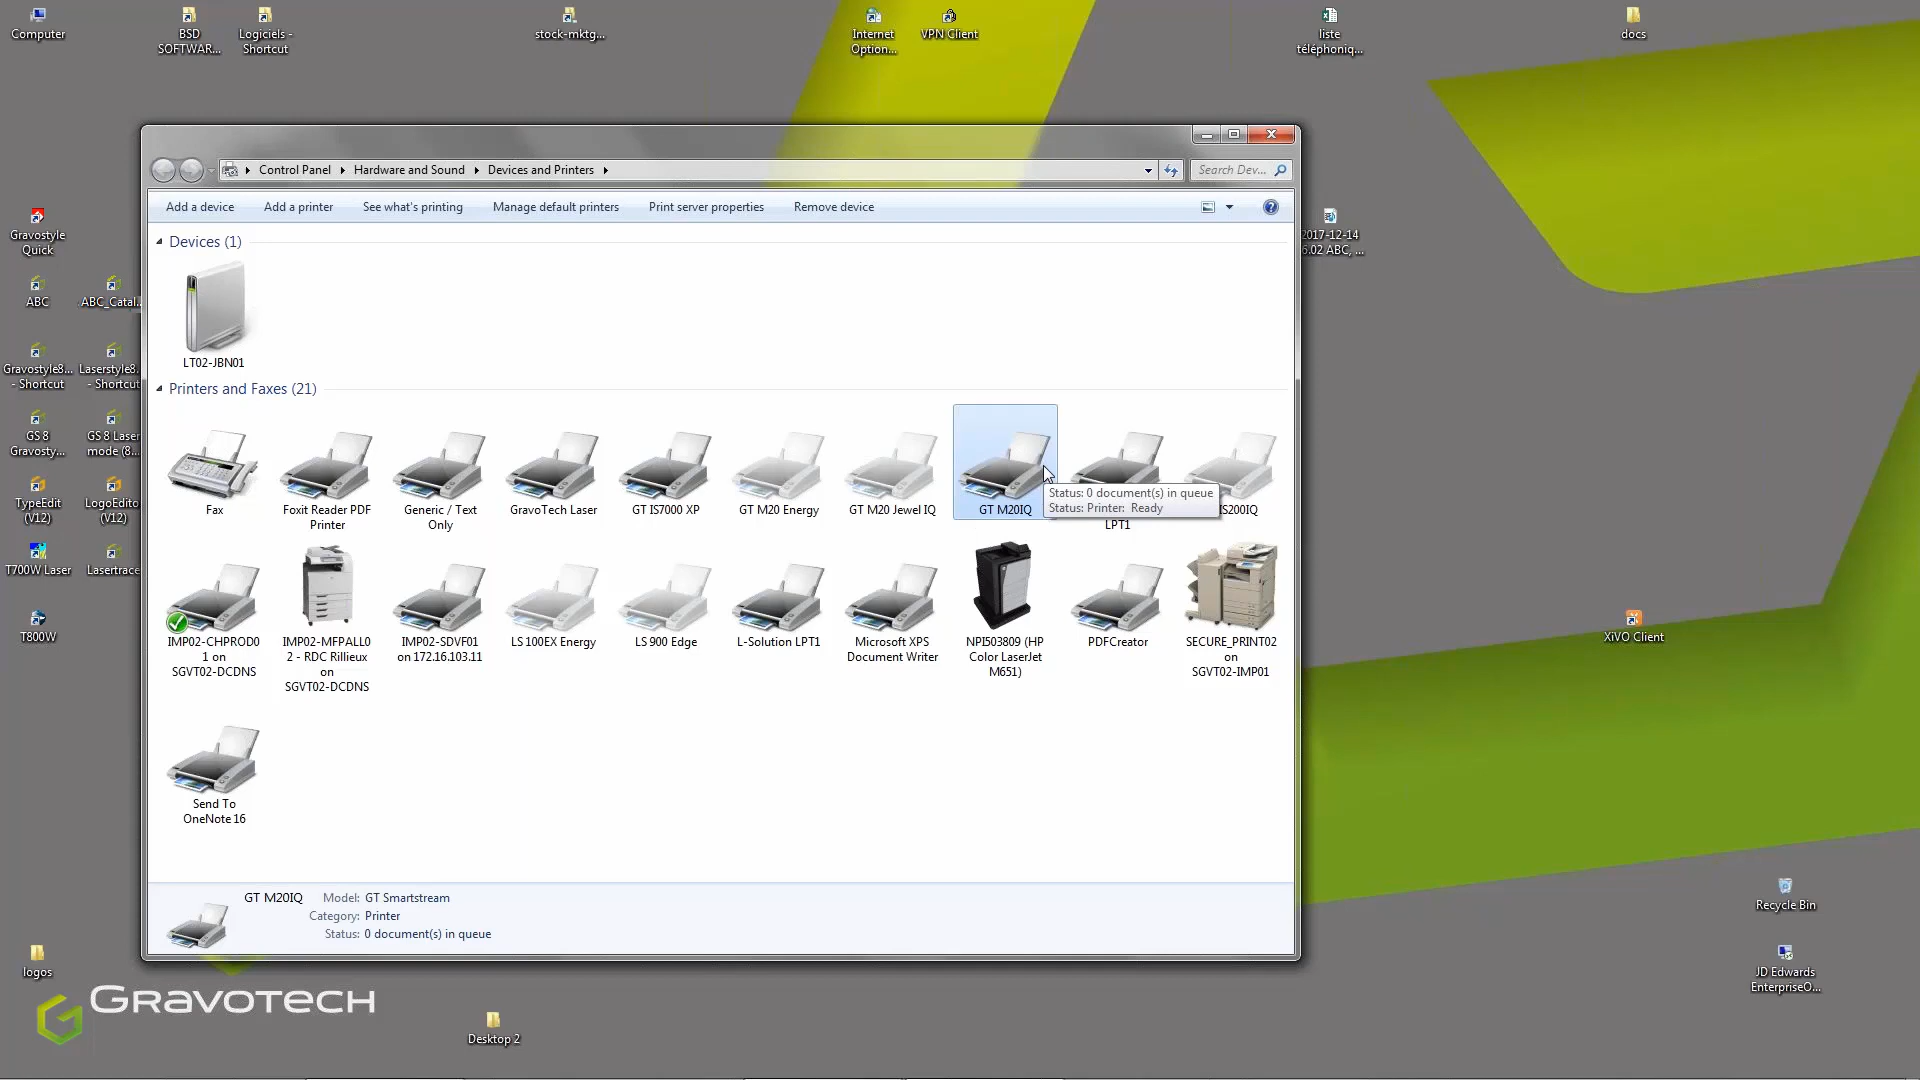 Computer
BSD
SOFTWAR...
Logiciels -
Shortcut
stock-mktg...
Internet
Option...
VPN Client
liste
téléphoniq...
docs
Control Panel
Hardware and Sound
Devices and Printers
Search Dev...
Add a device
Add a printer
See what's printing
Manage default printers
Print server properties
Remove device
Devices (1)
LT02-JBN01
Printers and Faxes (21)
Fax
Foxit Reader PDF
Printer
Generic / Text
Only
GravoTech Laser
GT IS7000 XP
GT M20 Energy
GT M20 Jewel IQ
GT M20IQ
LPT1
IS200IQ
Status: 0 document(s) in queue
Status: Printer: Ready
IMP02-CHPROD0
1 on
SGVT02-DCDNS
IMP02-MFPALL0
2 - RDC Rillieux
on
SGVT02-DCDNS
IMP02-SDVF01
on 172.16.103.11
LS 100EX Energy
LS 900 Edge
L-Solution LPT1
Microsoft XPS
Document Writer
NPI503809 (HP
Color LaserJet
M651)
PDFCreator
SECURE_PRINT02
on
SGVT02-IMP01
Send To
OneNote 16
GT M20IQ
Model: GT Smartstream
Category: Printer
Status: 0 document(s) in queue
Gravostyle
Quick
ABC
ABC_Catal...
Gravostyle8...
- Shortcut
Laserstyle8...
- Shortcut
GS 8
Gravosty...
GS 8 Laser
mode (8...
TypeEdit
(V12)
LogoEdito
(V12)
T700W Laser
Lasertrace
T800W
2017-12-14
6.02 ABC, ...
XiVO Client
Recycle Bin
JD Edwards
EnterpriseO...
logos
GRAVOTECH
Desktop 2